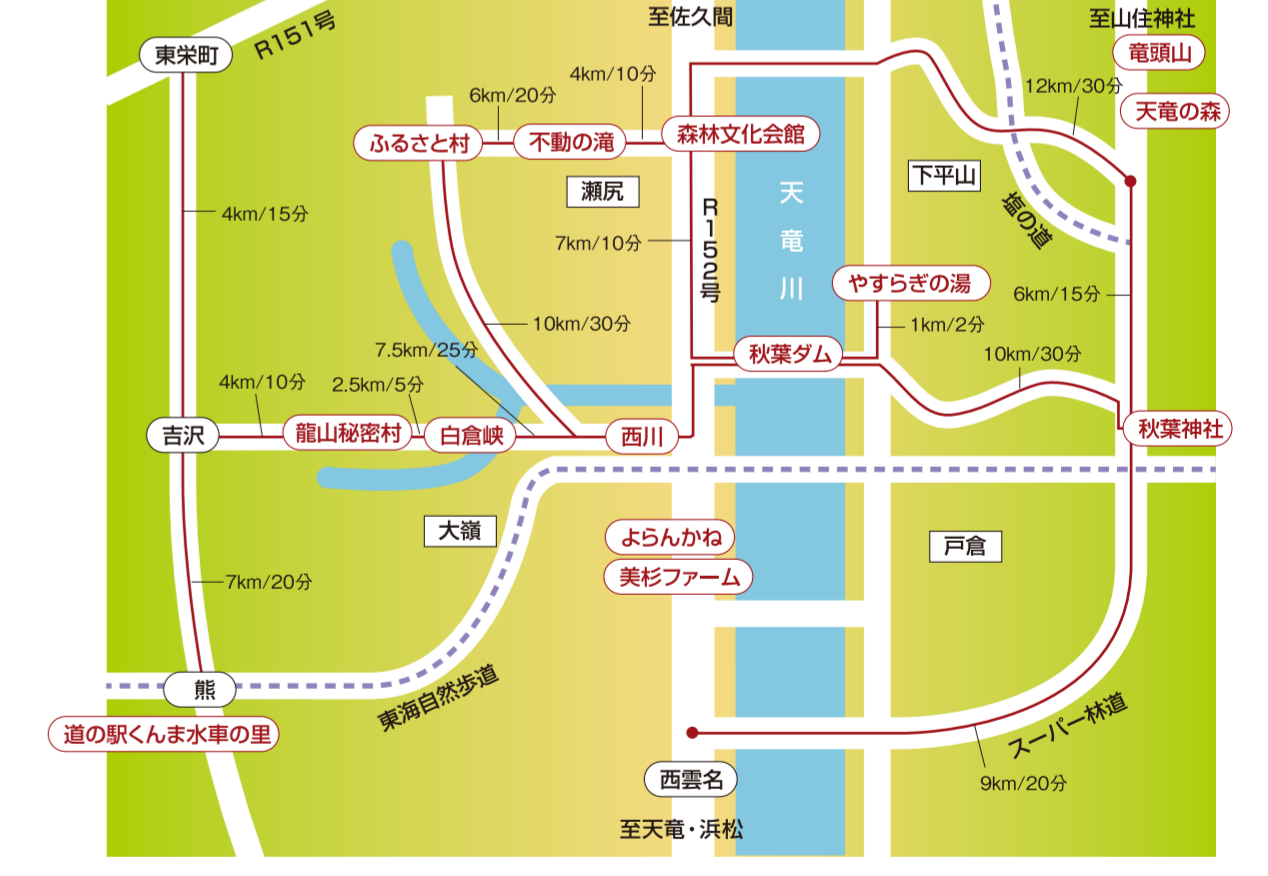 至佐久間
至山住神社
R151号
東栄町
竜頭山
4km/10分
12km/30分
6km/20分
天竜の森
ふるさと村
不動の滝
森林文化会館
下平山
瀬尻
天竜川
4km/15分
R152号
塩の道
7km/10分
やすらぎの湯
6km/15分
10km/30分
1km/2分
7.5km/25分
秋葉ダム
10km/30分
4km/10分
2.5km/5分
吉沢
龍山秘密村
白倉峡
西川
秋葉神社
大嶺
よらんかね
戸倉
美杉ファーム
7km/20分
熊
東海自然歩道
道の駅くんま水車の里
スーパー林道
西雲名
9km/20分
至天竜・浜松